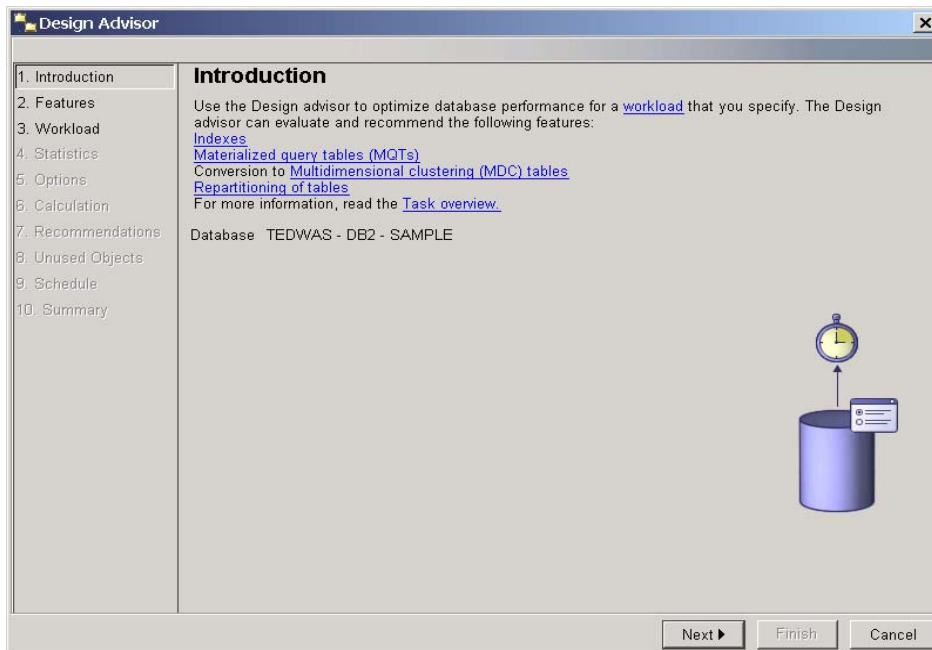 Design Advisor
1. Introduction
2. Features
3. Workload
4. Statistics
5. Options
6. Calculation
7. Recommendations
8. Unused Objects
9. Schedule
10. Summary
Introduction
Use the Design advisor to optimize database performance for a workload that you specify. The Design
advisor can evaluate and recommend the following features:
Indexes
Materialized query tables (MQTs)
Conversion to Multidimensional clustering (MDC) tables
Repartitioning of tables
For more information, read the Task overview.
Database TEDWAS - DB2 - SAMPLE
Next
Finish
Cancel